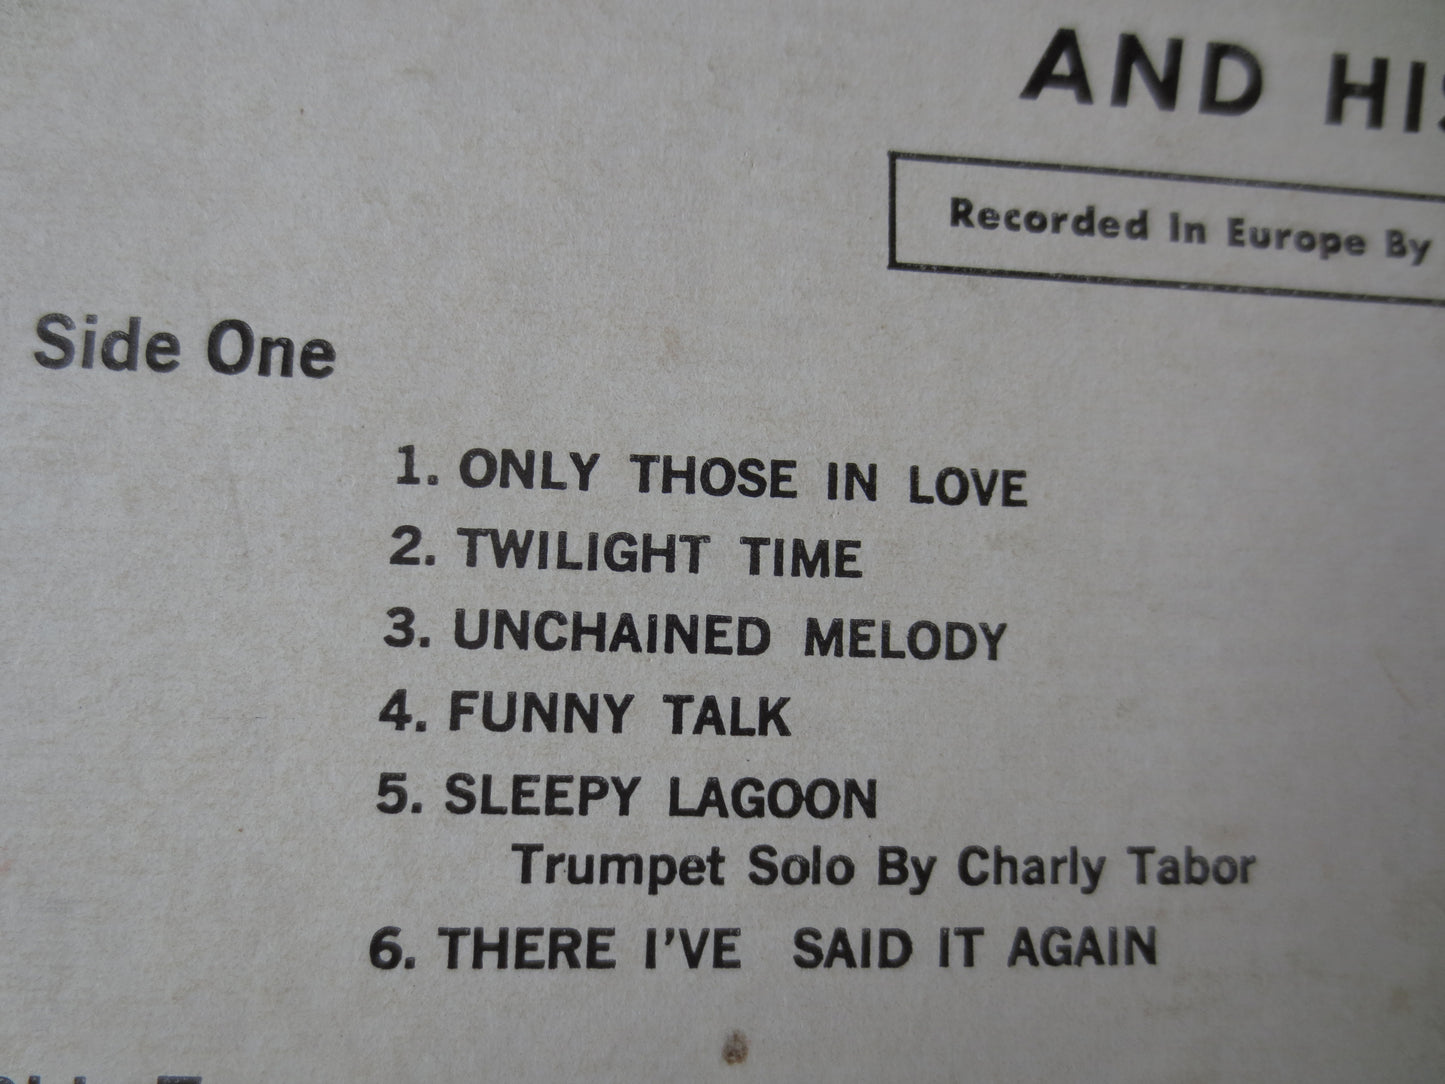 AND HIS
Recorded In Europe By
Side One
1. ONLY THOSE IN LOVE
2. TWILIGHT TIME
3. UNCHAINED MELODY
4. FUNNY TALK
5. SLEEPY LAGOON
Trumpet Solo By Charly Tabor
6. THERE I'VE SAID IT AGAIN